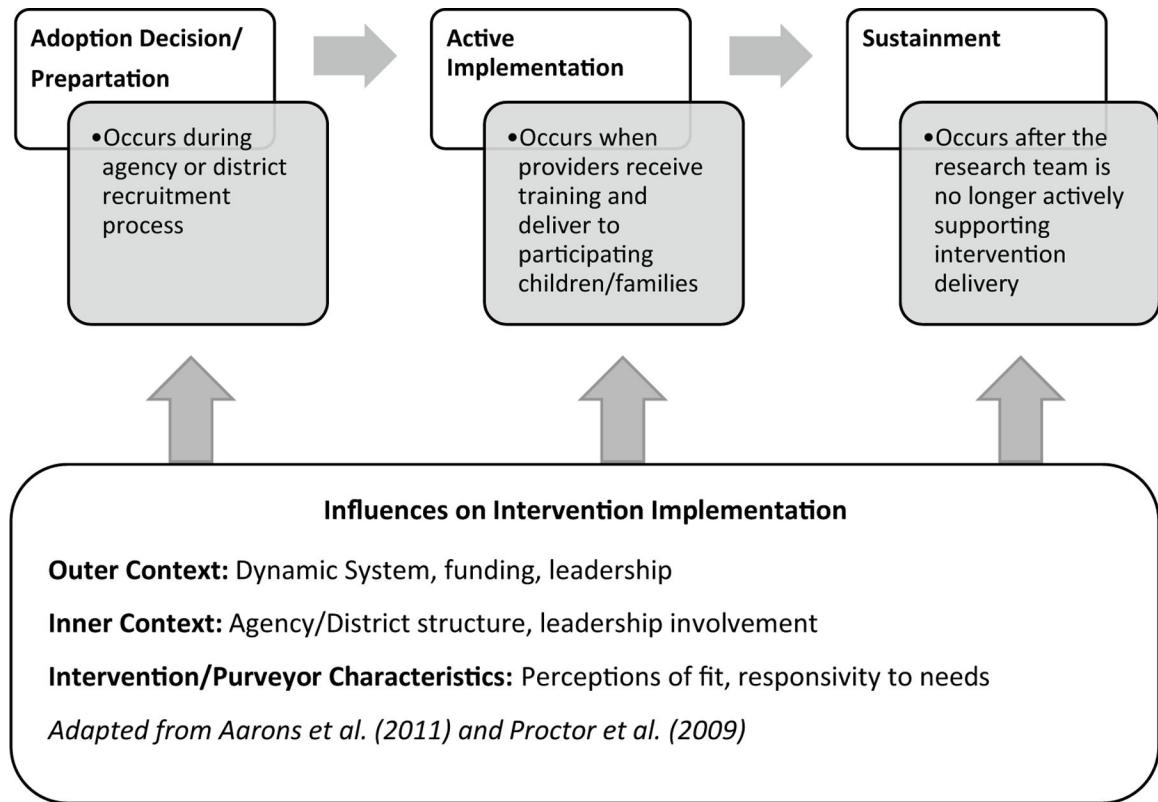 Adoption Decision/
Prepartation
•Occurs during
agency or district
recruitment
process
Active
Implementation
•Occurs when
providers receive
training and
deliver to
participating
children/families
Sustainment
•Occurs after the
research team is
no longer actively
supporting
intervention
delivery
Influences on Intervention Implementation
Outer Context: Dynamic System, funding, leadership
Inner Context: Agency/District structure, leadership involvement
Intervention/Purveyor Characteristics: Perceptions of fit, responsivity to needs
Adapted from Aarons et al. (2011) and Proctor et al. (2009)